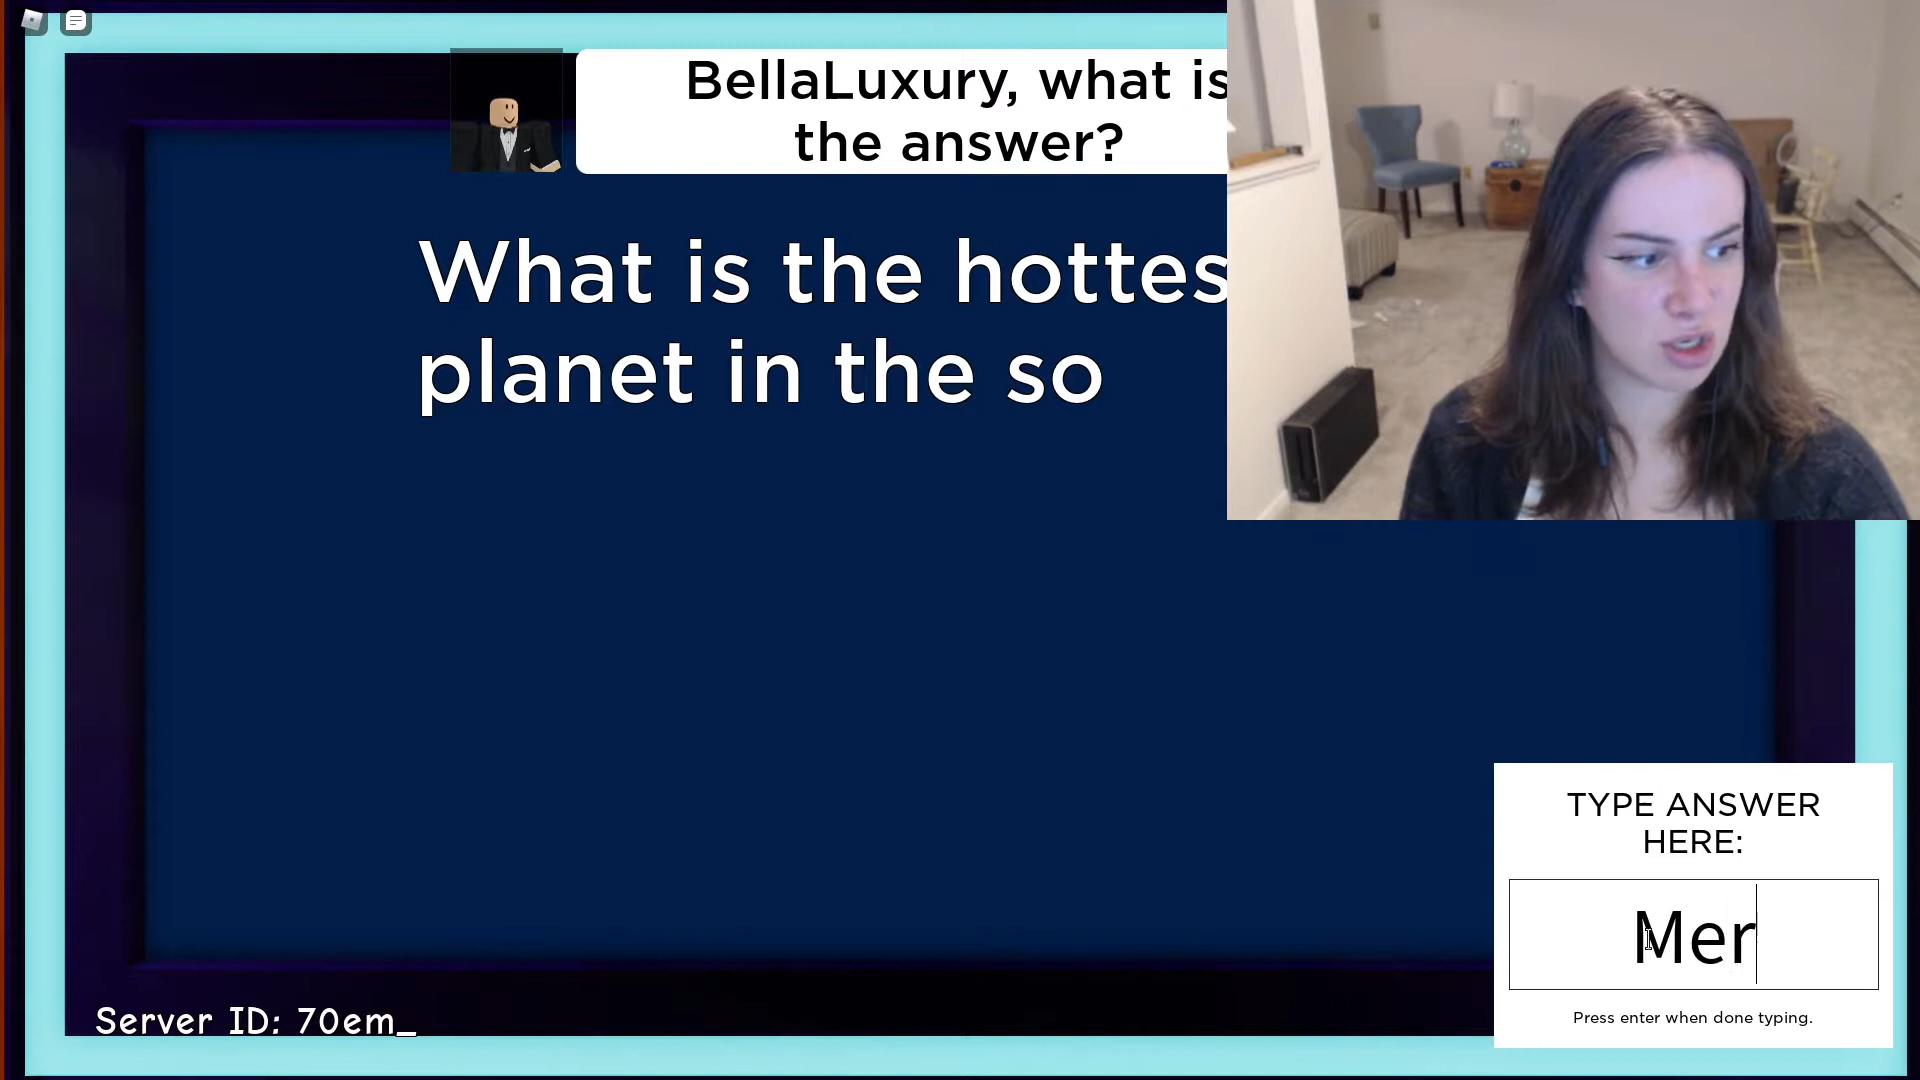 BellaLuxury, what is
the answer?
What is the hottes
planet in the so
TYPE ANSWER
HERE:
Mer
Press enter when done typing.
Server ID: 70em_